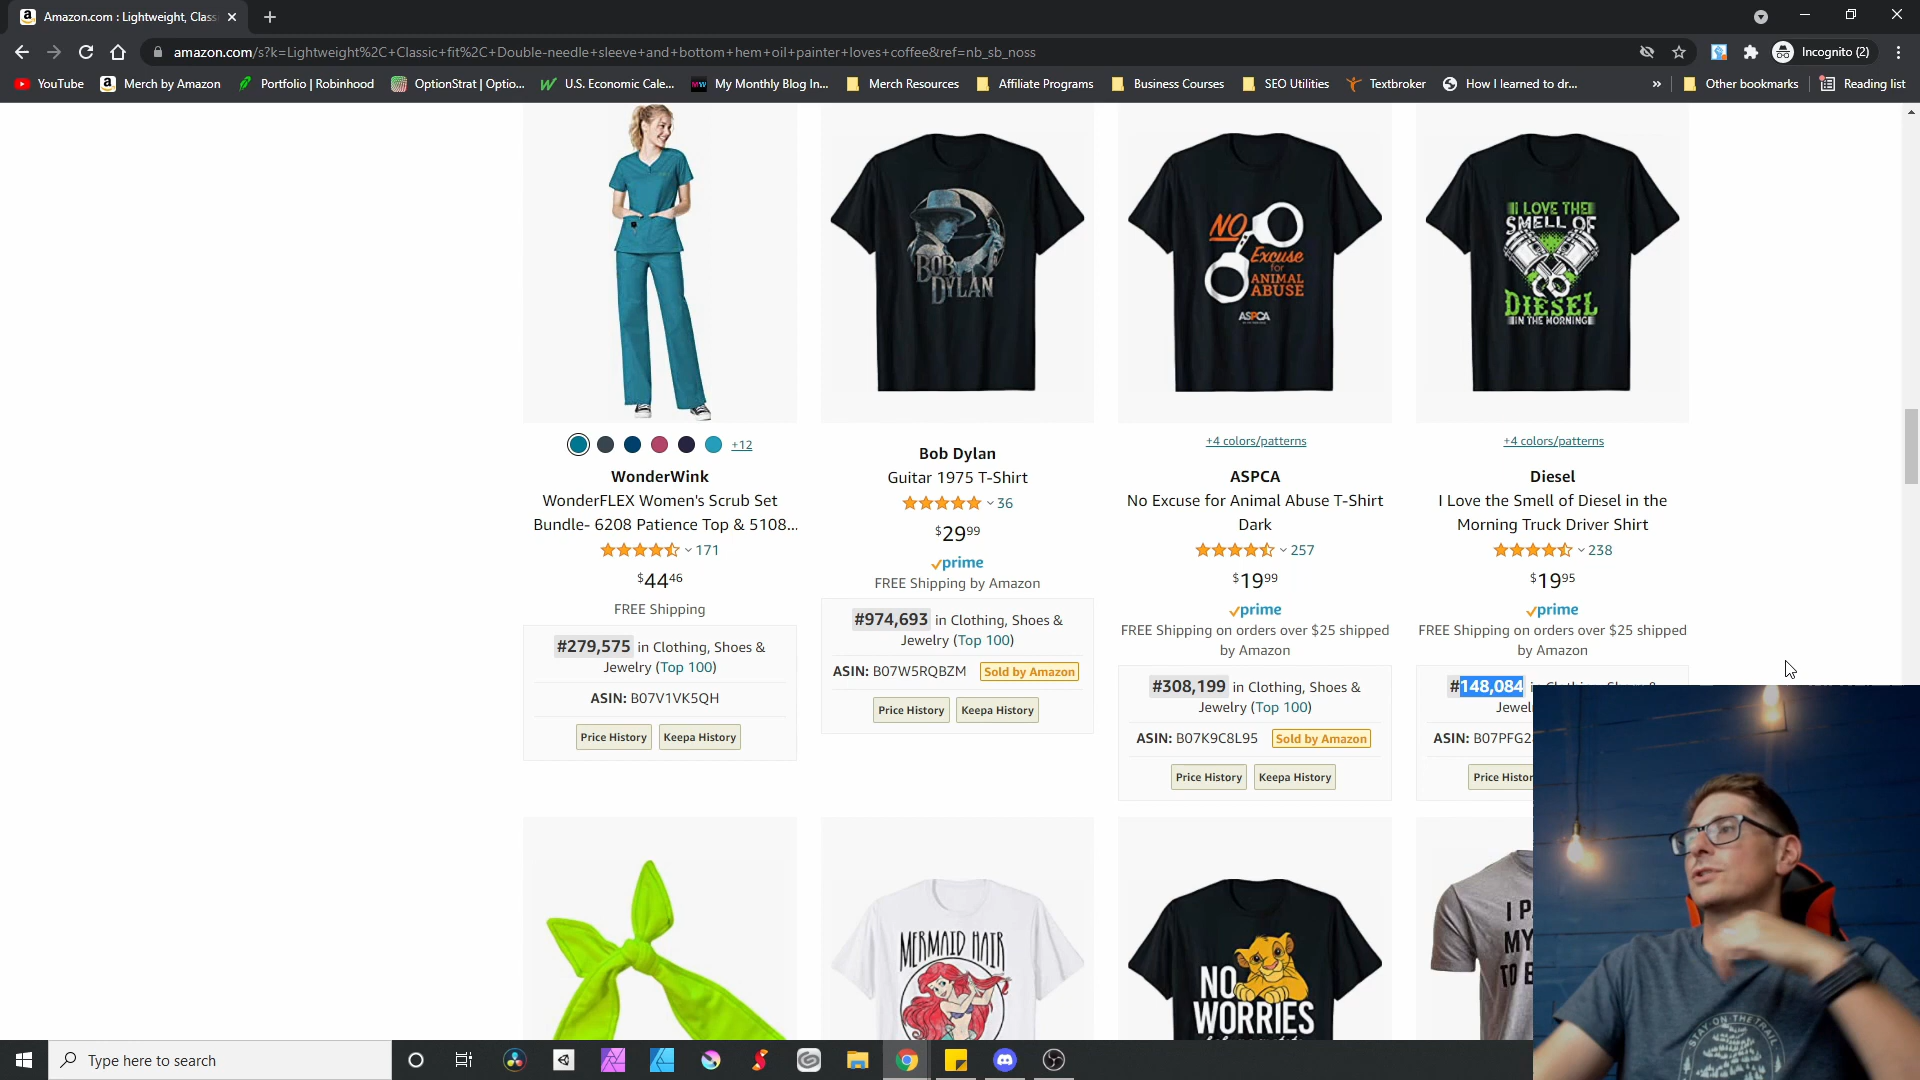 Amazon.com : Lightweight, Class
amazon.com/s?k=Lightweight%2C+Classic+fit%2C+Double-needle+sleeve+and+bottom+hem+oil+painter+loves+coffee&ref=nb_sb_noss
Incognito (2)
YouTube
Merch by Amazon
Portfolio | Robinhood
OptionStrat | Optio...
U.S. Economic Cale...
My Monthly Blog In...
Merch Resources
Affiliate Programs
Business Courses
SEO Utilities
Textbroker
How I learned to dr...
»
Other bookmarks
Reading list
BOB
DYLAN
NO
Excuse
for
ANIMAL
ABUSE
ASPCA
I LOVE THE
SMELL OF
DIESEL
IN THE MORNING
+12
WonderWink
WonderFLEX Women's Scrub Set
Bundle- 6208 Patience Top & 5108...
171
$44.46
FREE Shipping
#279,575 in Clothing, Shoes &
Jewelry (Top 100)
ASIN: B07V1VK5QH
Price History
Keepa History
Bob Dylan
Guitar 1975 T-Shirt
36
$29.99
prime
FREE Shipping by Amazon
#974,693 in Clothing, Shoes &
Jewelry (Top 100)
ASIN: B07W5RQBZM
Sold by Amazon
Price History
Keepa History
+4 colors/patterns
ASPCA
No Excuse for Animal Abuse T-Shirt
Dark
257
$19.99
prime
FREE Shipping on orders over $25 shipped
by Amazon
#308,199 in Clothing, Shoes &
Jewelry (Top 100)
ASIN: B07K9C8L95
Sold by Amazon
Price History
Keepa History
+4 colors/patterns
Diesel
I Love the Smell of Diesel in the
Morning Truck Driver Shirt
238
$19.95
prime
FREE Shipping on orders over $25 shipped
by Amazon
#148,084
Jewel
ASIN: B07PFG2
Price Histor
MERMAID HAIR
NO
WORRIES
I P
MY
TO B
STAY ON THE TRAIL
Type here to search